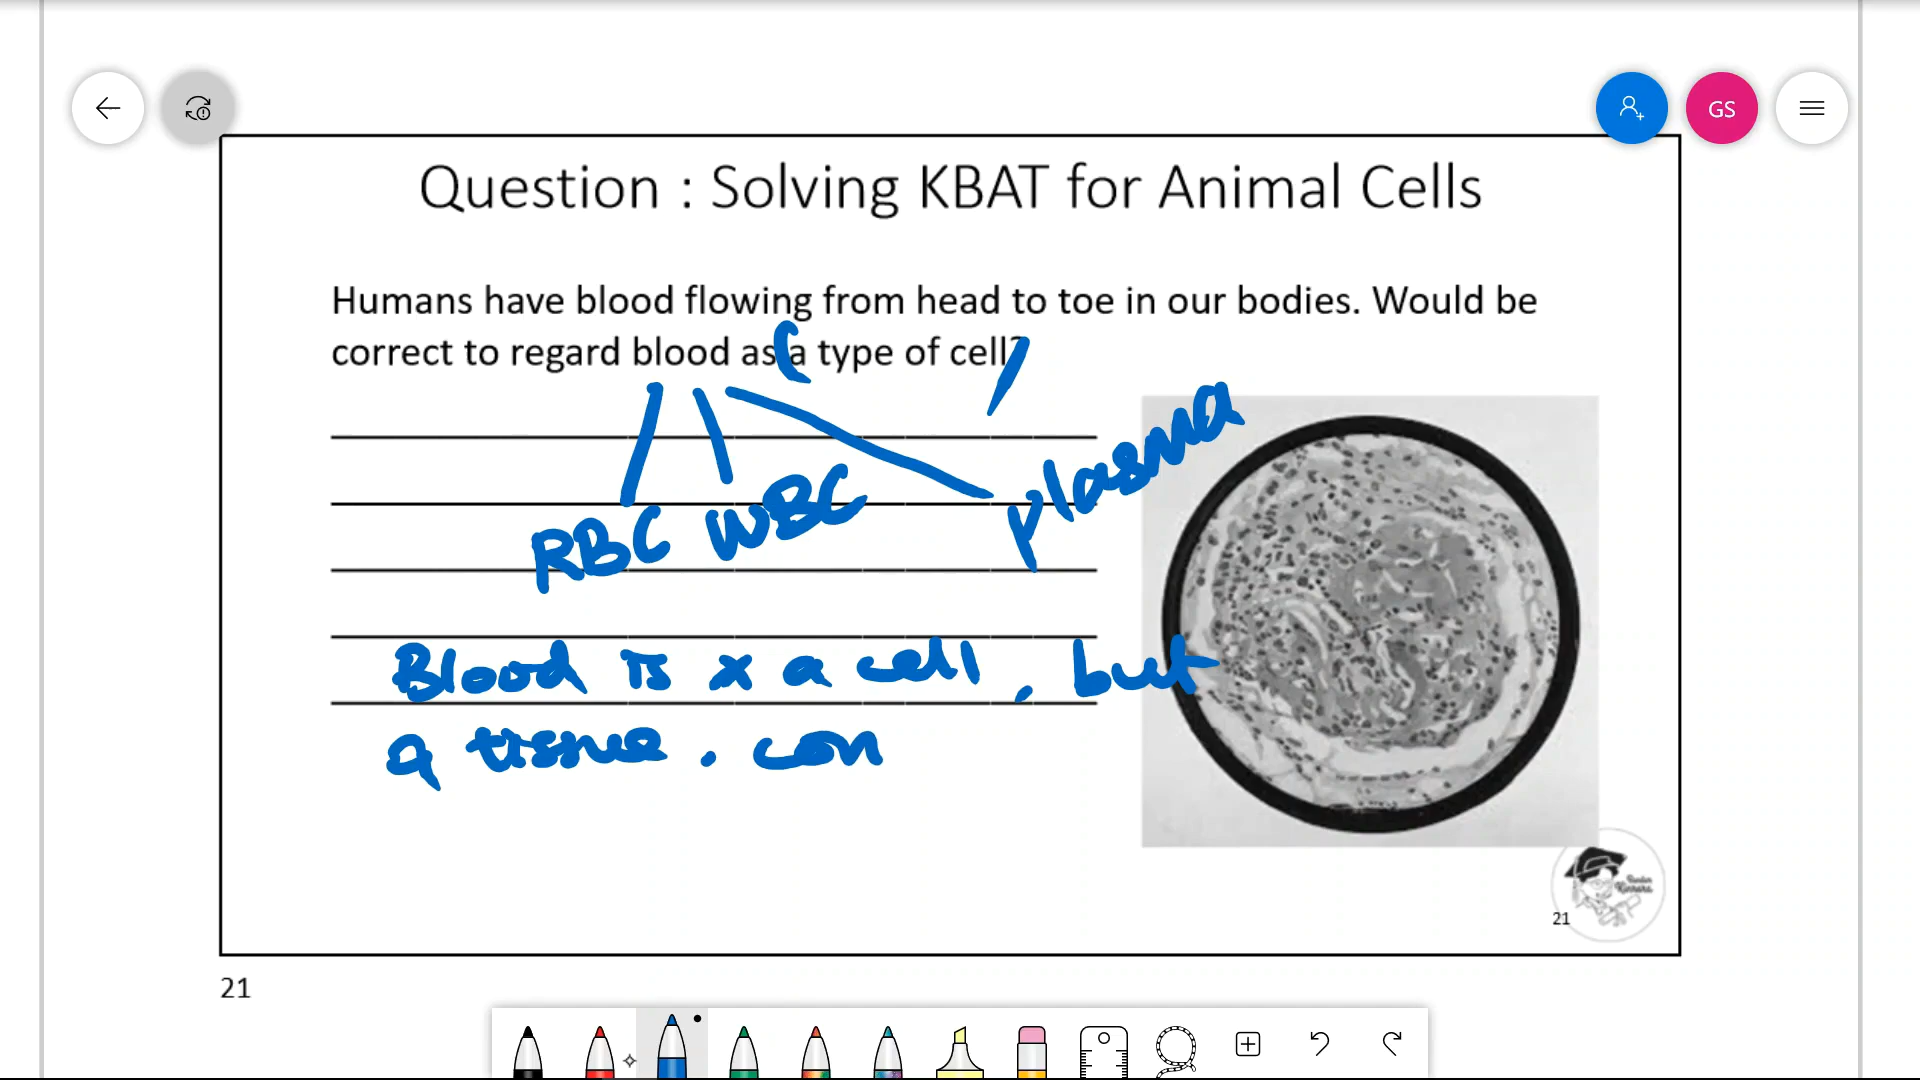 GS
Question : Solving KBAT for Animal Cells
Humans have blood flowing from head to toe in our bodies. Would be
correct to regard blood as a type of cell?
RBC WBC plasma
Blood is x a cell, but
a tissue. con
21
21